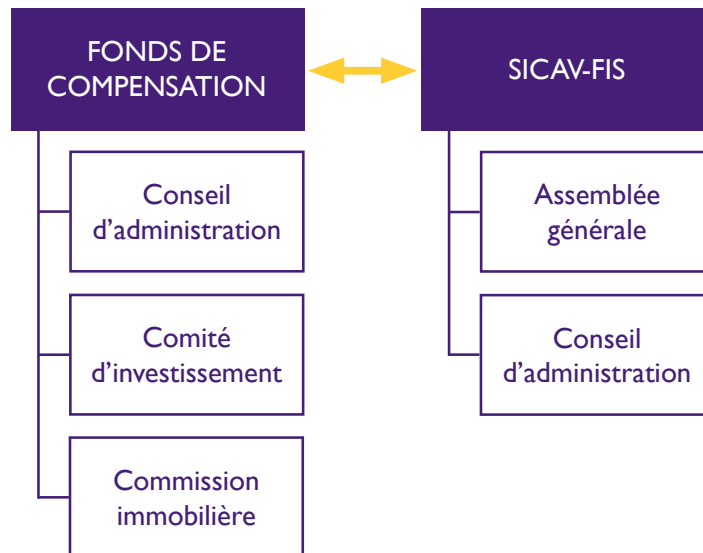 FONDS DE
COMPENSATION
SICAV-FIS
Conseil
d’administration
Comité
d’investissement
Commission
immobilière
Assemblée
générale
Conseil
d’administration